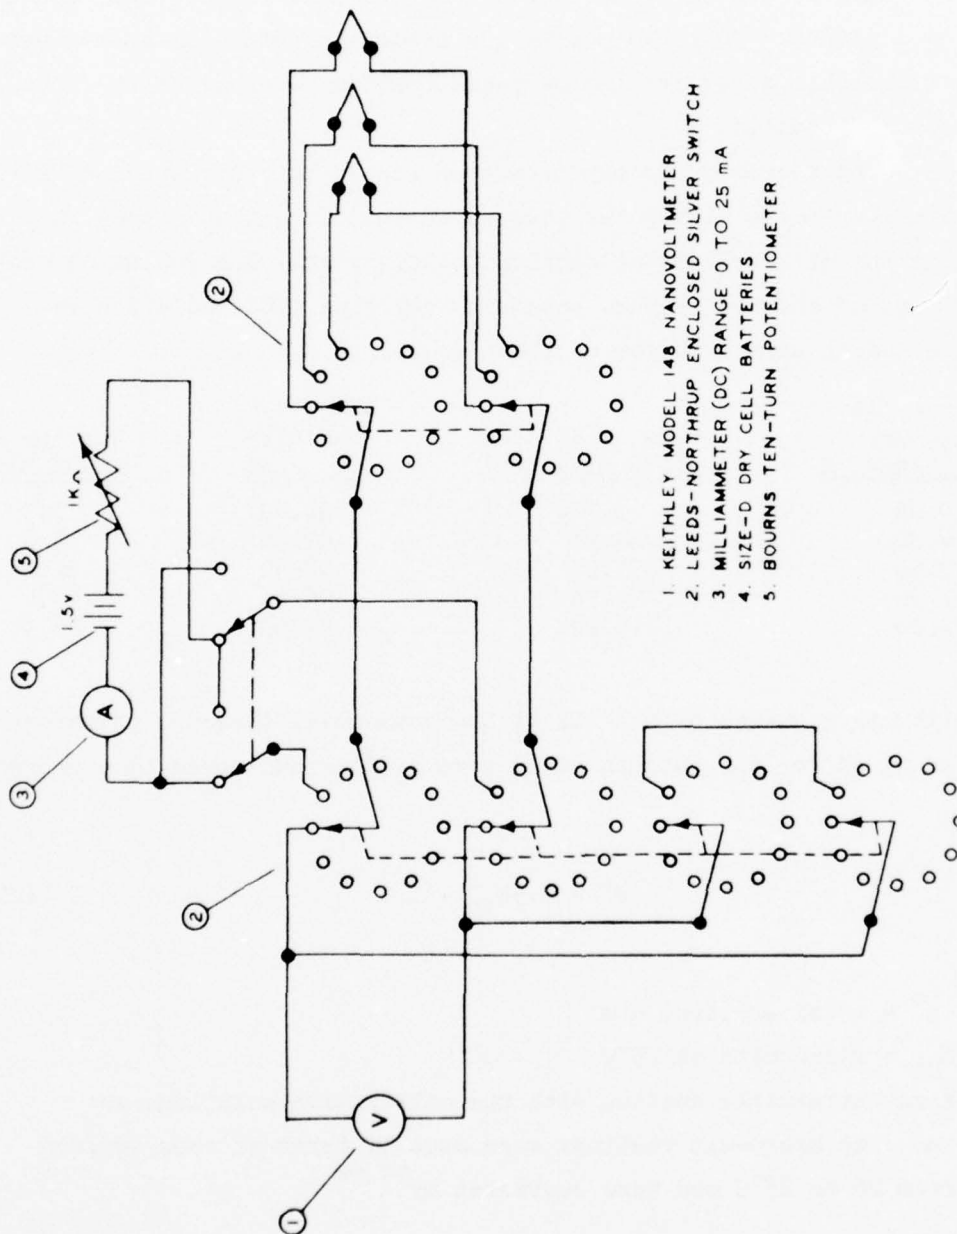 1. KEITHLEY MODEL 148 NANOVOLTMETER
2. LEEDS-NORTHRUP ENCLOSED SILVER SWITCH
3. MILLIAMMETER (DC) RANGE 0 TO 25 mA
4. SIZE-D DRY CELL BATTERIES
5. BOURNS TEN-TURN POTENTIOMETER
1
V
2
3
A
4
1.5V
5
1KΩ
2